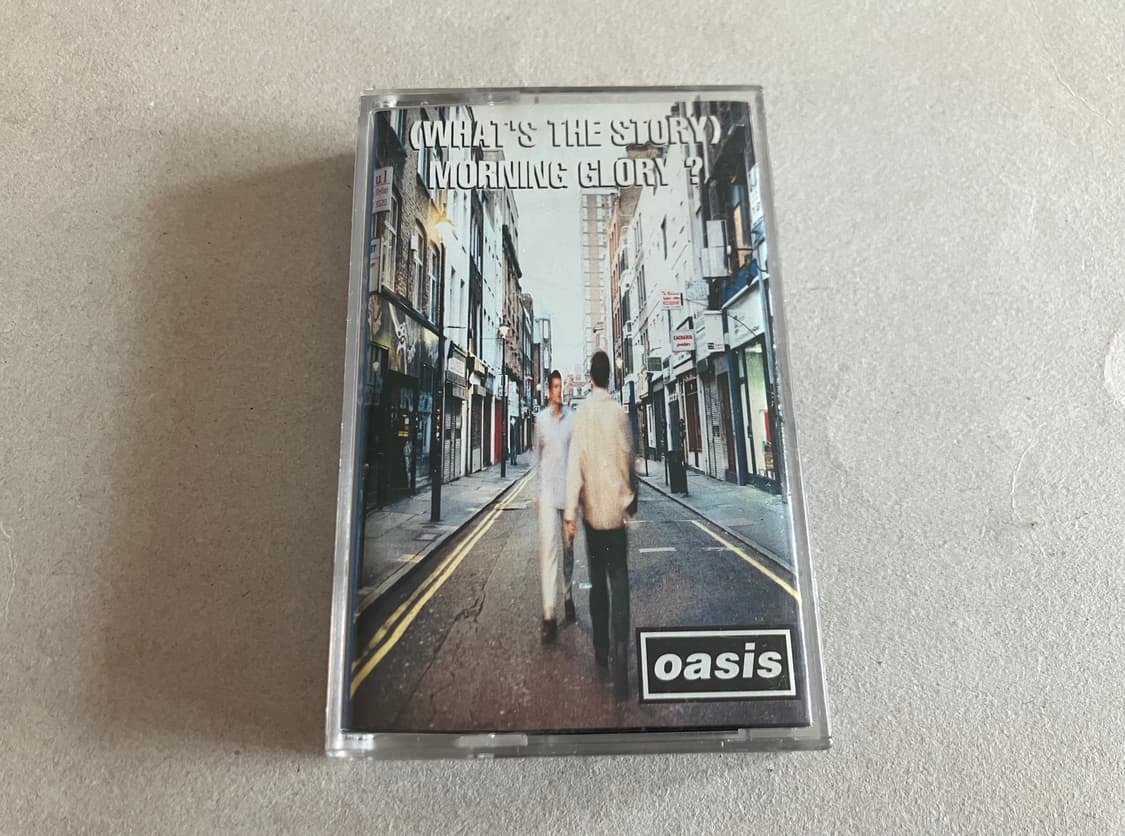 (WHAT'S THE STORY)
MORNING GLORY ?
oasis